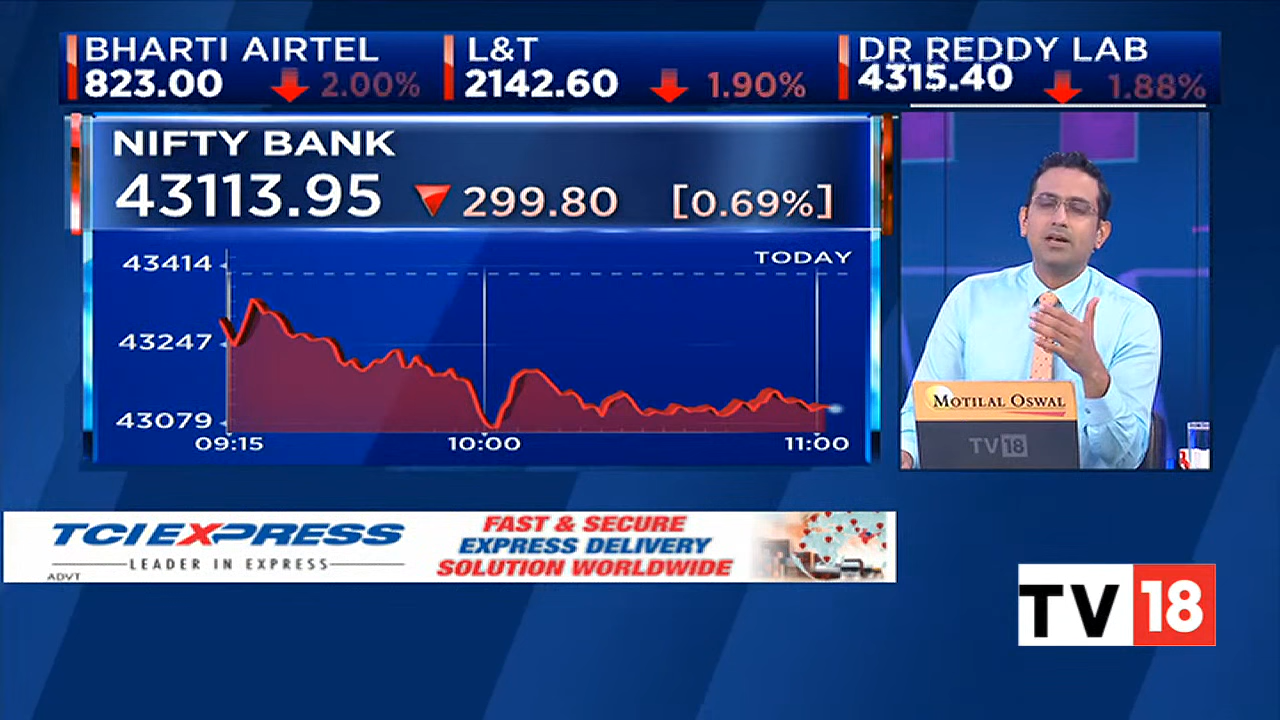 BHARTI AIRTEL
823.00 2.00%
L&T
2142.60 1.90%
DR REDDY LAB
4315.40 1.88%
NIFTY BANK
43113.95 299.80 [0.69%]
TODAY
43414
43247
43079
09:15 10:00 11:00
MOTILAL OSWAL
TV18
TCIEXPRESS
LEADER IN EXPRESS
ADVT
FAST & SECURE
EXPRESS DELIVERY
SOLUTION WORLDWIDE
TV18